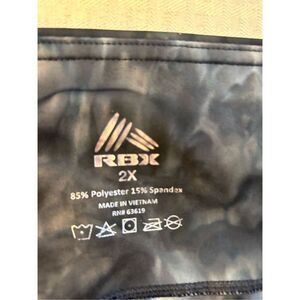 RBX
2X
85% Polyester 15% Spandex
MADE IN VIETNAM
RN# 63619